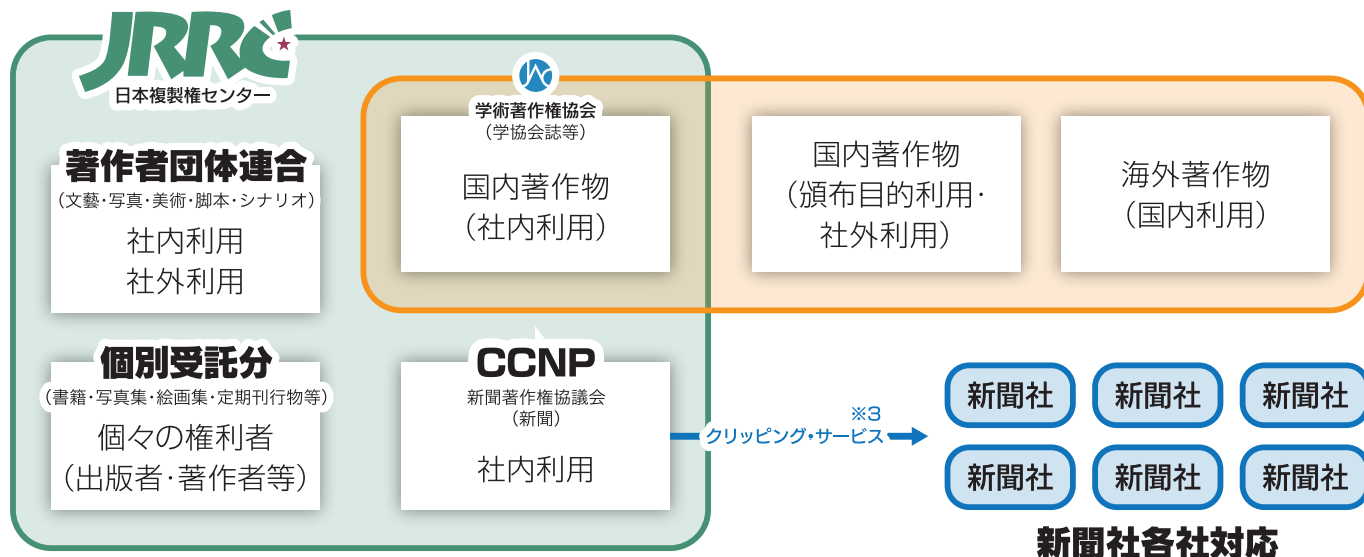 JRRC
日本複製権センター
著作者団体連合
（文藝・写真・美術・脚本・シナリオ）
社内利用
社外利用
個別受託分
（書籍・写真集・絵画集・定期刊行物等）
個々の権利者
（出版者・著作者等）
JAC
学術著作権協会
（学協会誌等）
国内著作物
（社内利用）
国内著作物
（頒布目的利用・
社外利用）
海外著作物
（国内利用）
CCNP
新聞著作権協議会
（新聞）
社内利用
※3
クリッピング・サービス
新聞社
新聞社
新聞社
新聞社
新聞社
新聞社
新聞社各社対応